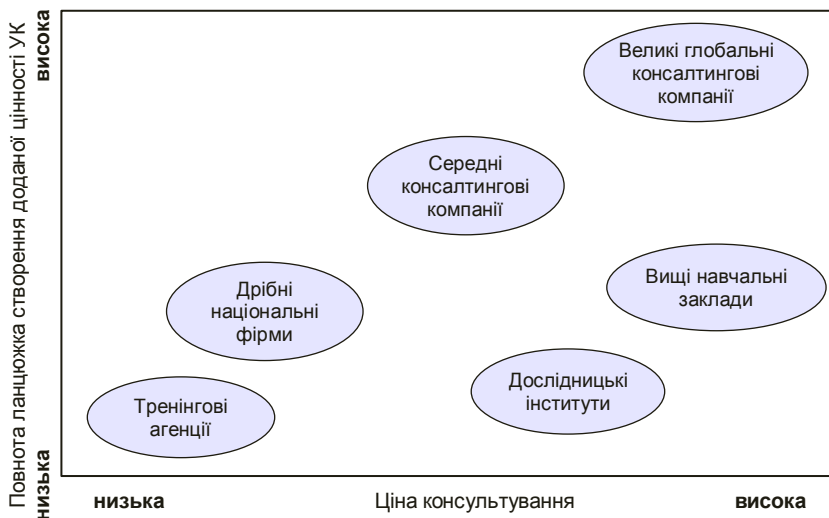 Повнота ланцюжка створення доданої цінності УК
висока
низька
Великі глобальні
консалтингові
компанії
Середні
консалтингові
компанії
Вищі навчальні
заклади
Дрібні
національні
фірми
Дослідницькі
інститути
Тренінгові
агенції
низька
Ціна консультування
висока